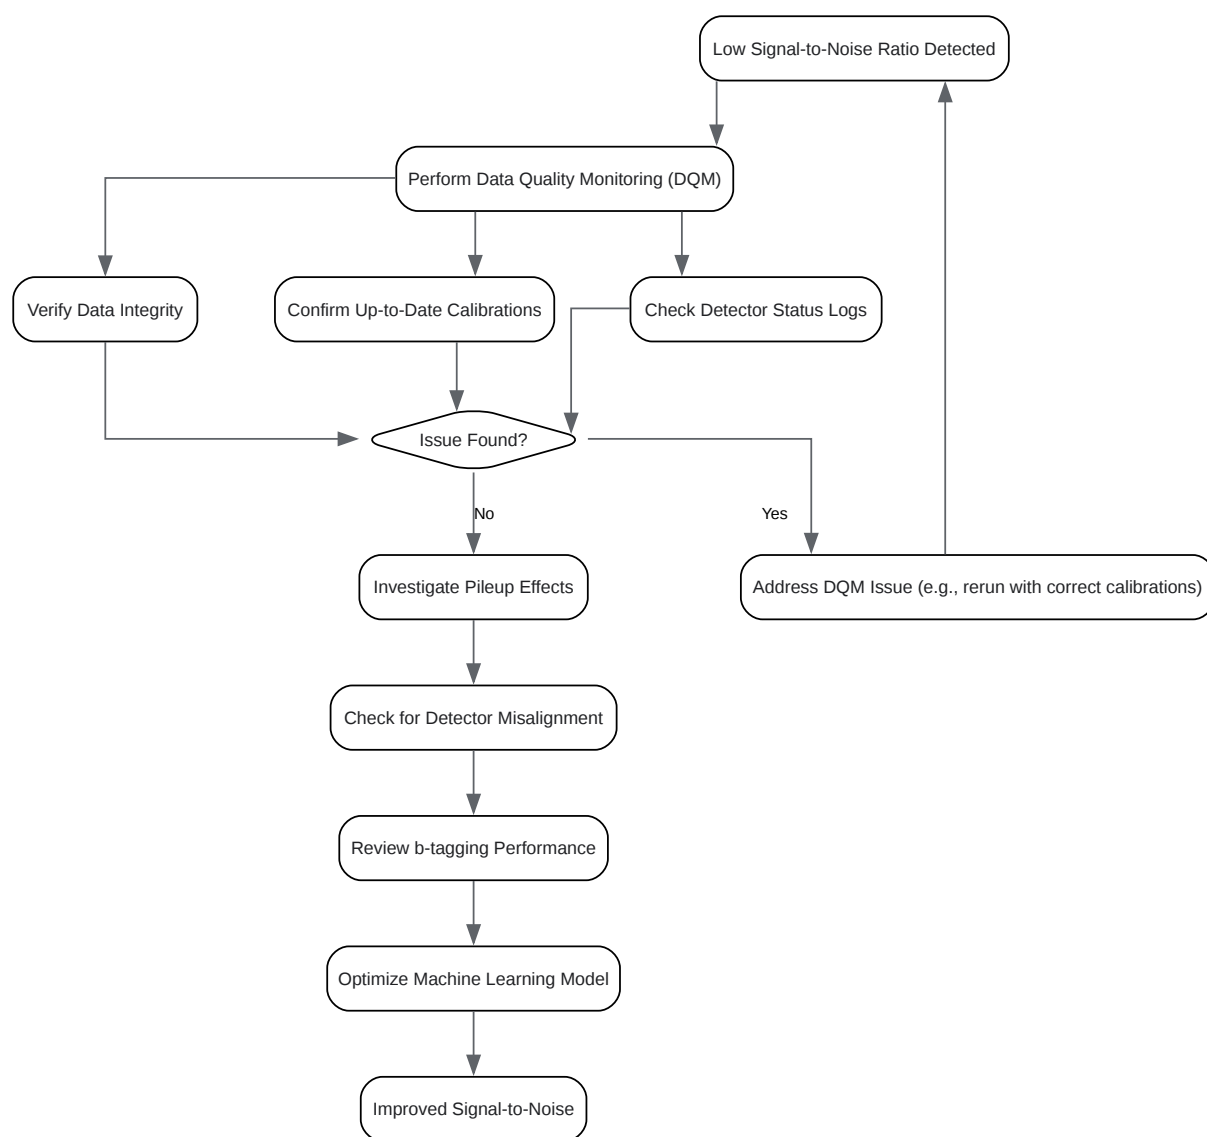 Low Signal-to-Noise Ratio Detected
Perform Data Quality Monitoring (DQM)
Verify Data Integrity
Confirm Up-to-Date Calibrations
Check Detector Status Logs
Issue Found?
No
Yes
Investigate Pileup Effects
Address DQM Issue (e.g., rerun with correct calibrations)
Check for Detector Misalignment
Review b-tagging Performance
Optimize Machine Learning Model
Improved Signal-to-Noise